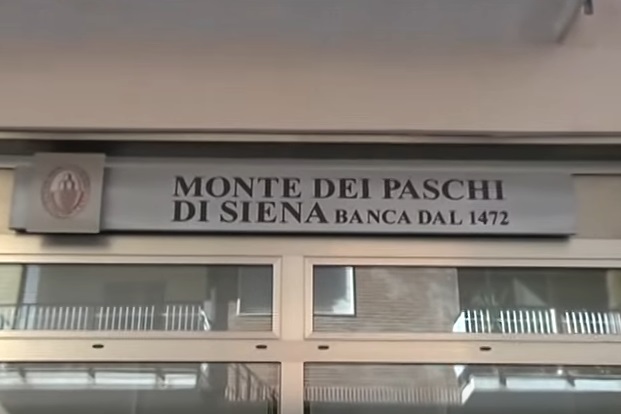 MONTE DEI PASCHI
DI SIENA BANCA DAL 1472